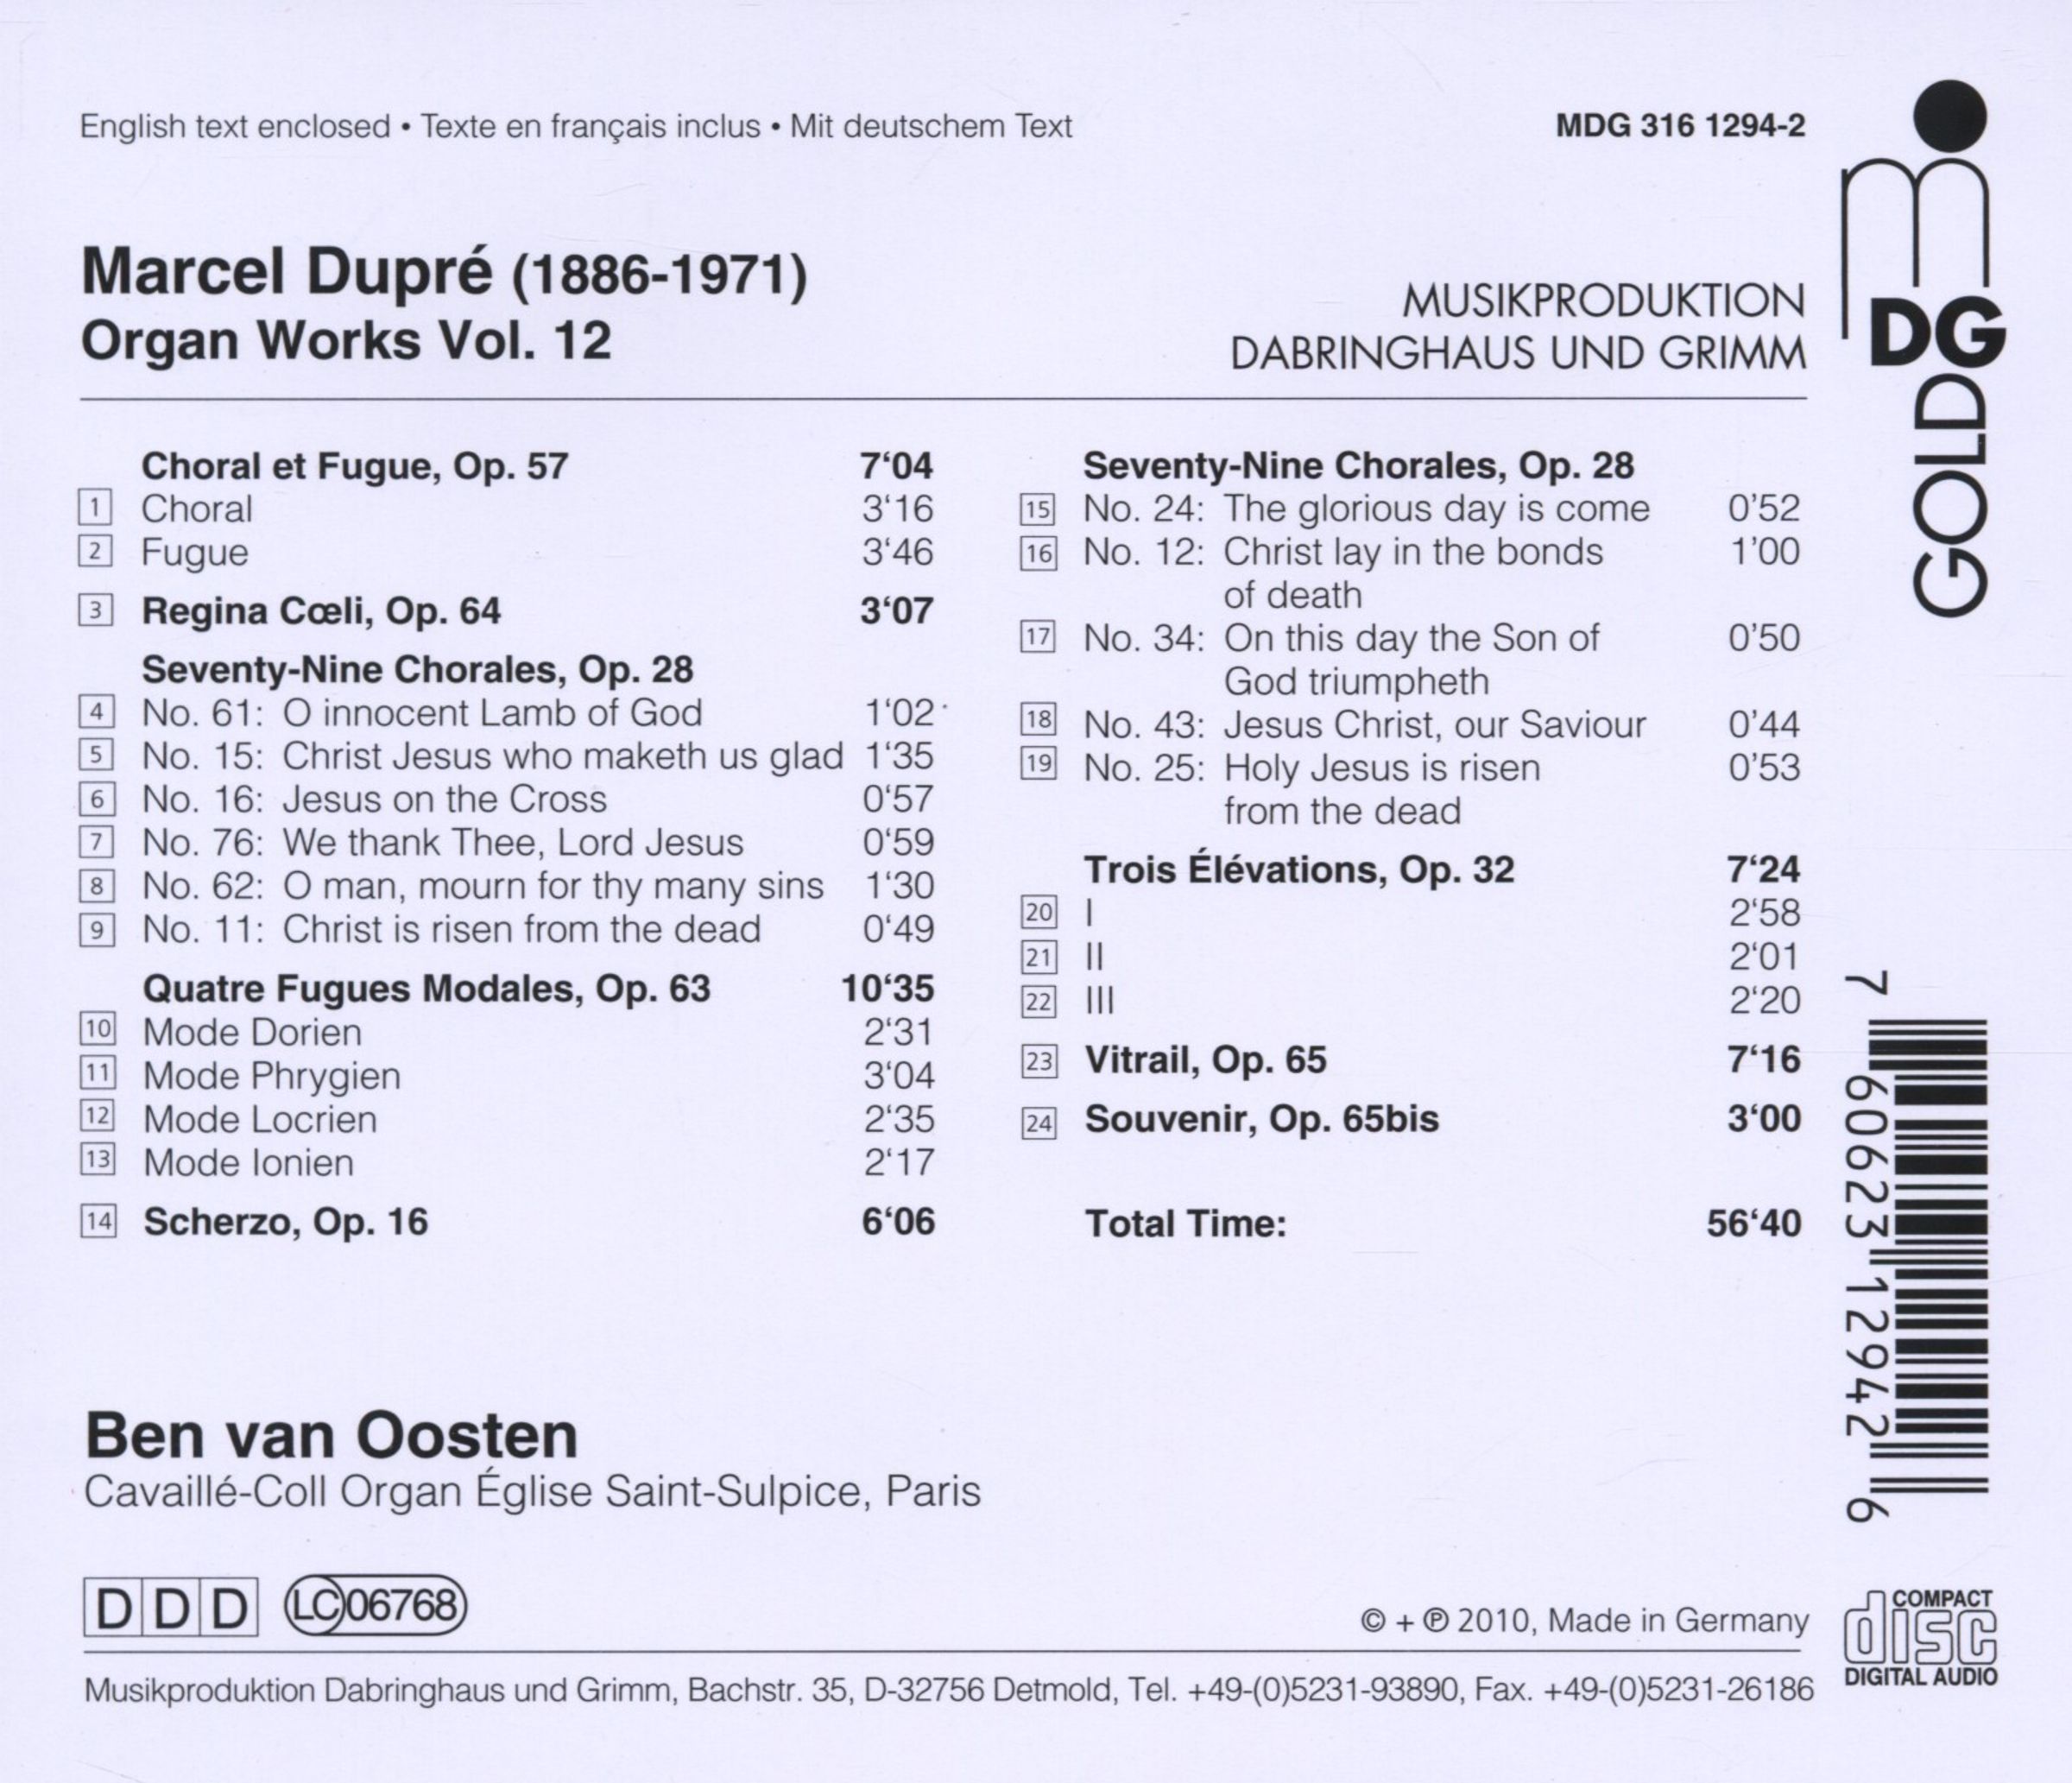 English text enclosed • Texte en français inclus • Mit deutschem Text
MDG 316 1294-2
Marcel Dupré (1886-1971)
Organ Works Vol. 12
MUSIKPRODUKTION
DABRINGHAUS UND GRIMM
mDG
GOLD
Choral et Fugue, Op. 57 7‘04
1 Choral 3‘16
2 Fugue 3‘46
3 Regina Cœli, Op. 64 3‘07
Seventy-Nine Chorales, Op. 28
4 No. 61: O innocent Lamb of God 1‘02
5 No. 15: Christ Jesus who maketh us glad 1‘35
6 No. 16: Jesus on the Cross 0‘57
7 No. 76: We thank Thee, Lord Jesus 0‘59
8 No. 62: O man, mourn for thy many sins 1‘30
9 No. 11: Christ is risen from the dead 0‘49
Quatre Fugues Modales, Op. 63 10‘35
10 Mode Dorien 2‘31
11 Mode Phrygien 3‘04
12 Mode Locrien 2‘35
13 Mode Ionien 2‘17
14 Scherzo, Op. 16 6‘06
Seventy-Nine Chorales, Op. 28
15 No. 24: The glorious day is come 0’52
16 No. 12: Christ lay in the bonds 1’00
of death
17 No. 34: On this day the Son of 0’50
God triumpheth
18 No. 43: Jesus Christ, our Saviour 0’44
19 No. 25: Holy Jesus is risen 0’53
from the dead
Trois Élévations, Op. 32 7‘24
20 I 2‘58
21 II 2‘01
22 III 2‘20
23 Vitrail, Op. 65 7‘16
24 Souvenir, Op. 65bis 3‘00
Total Time: 56‘40
7 60623 12942 6
Ben van Oosten
Cavaillé-Coll Organ Église Saint-Sulpice, Paris
DDD LC06768
© + ℗ 2010, Made in Germany
COMPACT
disc
DIGITAL AUDIO
Musikproduktion Dabringhaus und Grimm, Bachstr. 35, D-32756 Detmold, Tel. +49-(0)5231-93890, Fax. +49-(0)5231-26186